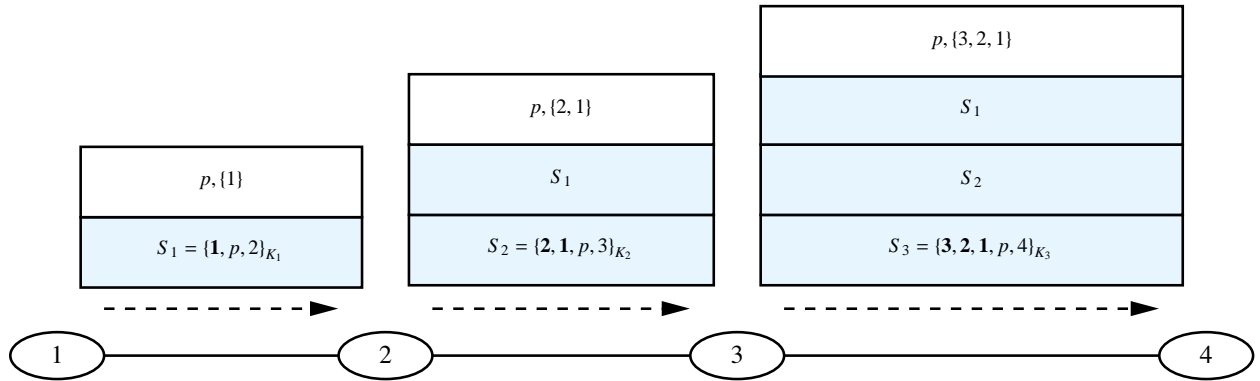 p, {1}
S1 = {1, p, 2}K1
p, {2, 1}
S1
S2 = {2, 1, p, 3}K2
p, {3, 2, 1}
S1
S2
S3 = {3, 2, 1, p, 4}K3
1
2
3
4